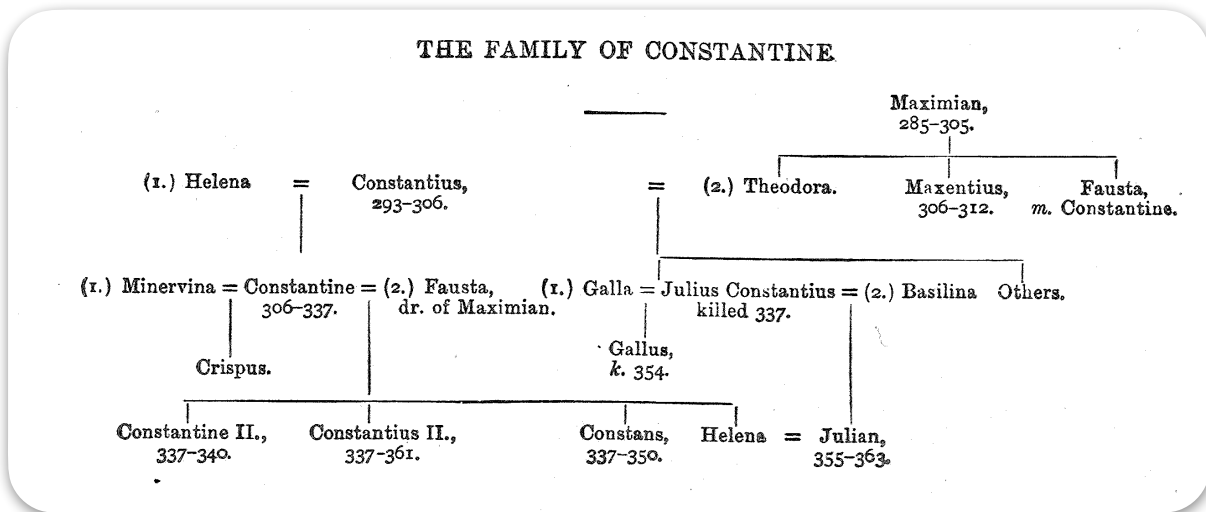 THE FAMILY OF CONSTANTINE
Maximian,
285–305.
(1.) Helena = Constantius, = (2.) Theodora. Maxentius, Fausta,
293–306. 306–312. m. Constantine.
(1.) Minervina = Constantine = (2.) Fausta, (1.) Galla = Julius Constantius = (2.) Basilina Others.
306–337. dr. of Maximian. killed 337.
Gallus,
Crispus. k. 354.
Constantine II., Constantius II., Constans, Helena = Julian,
337–340. 337–361. 337–350. 355–363.